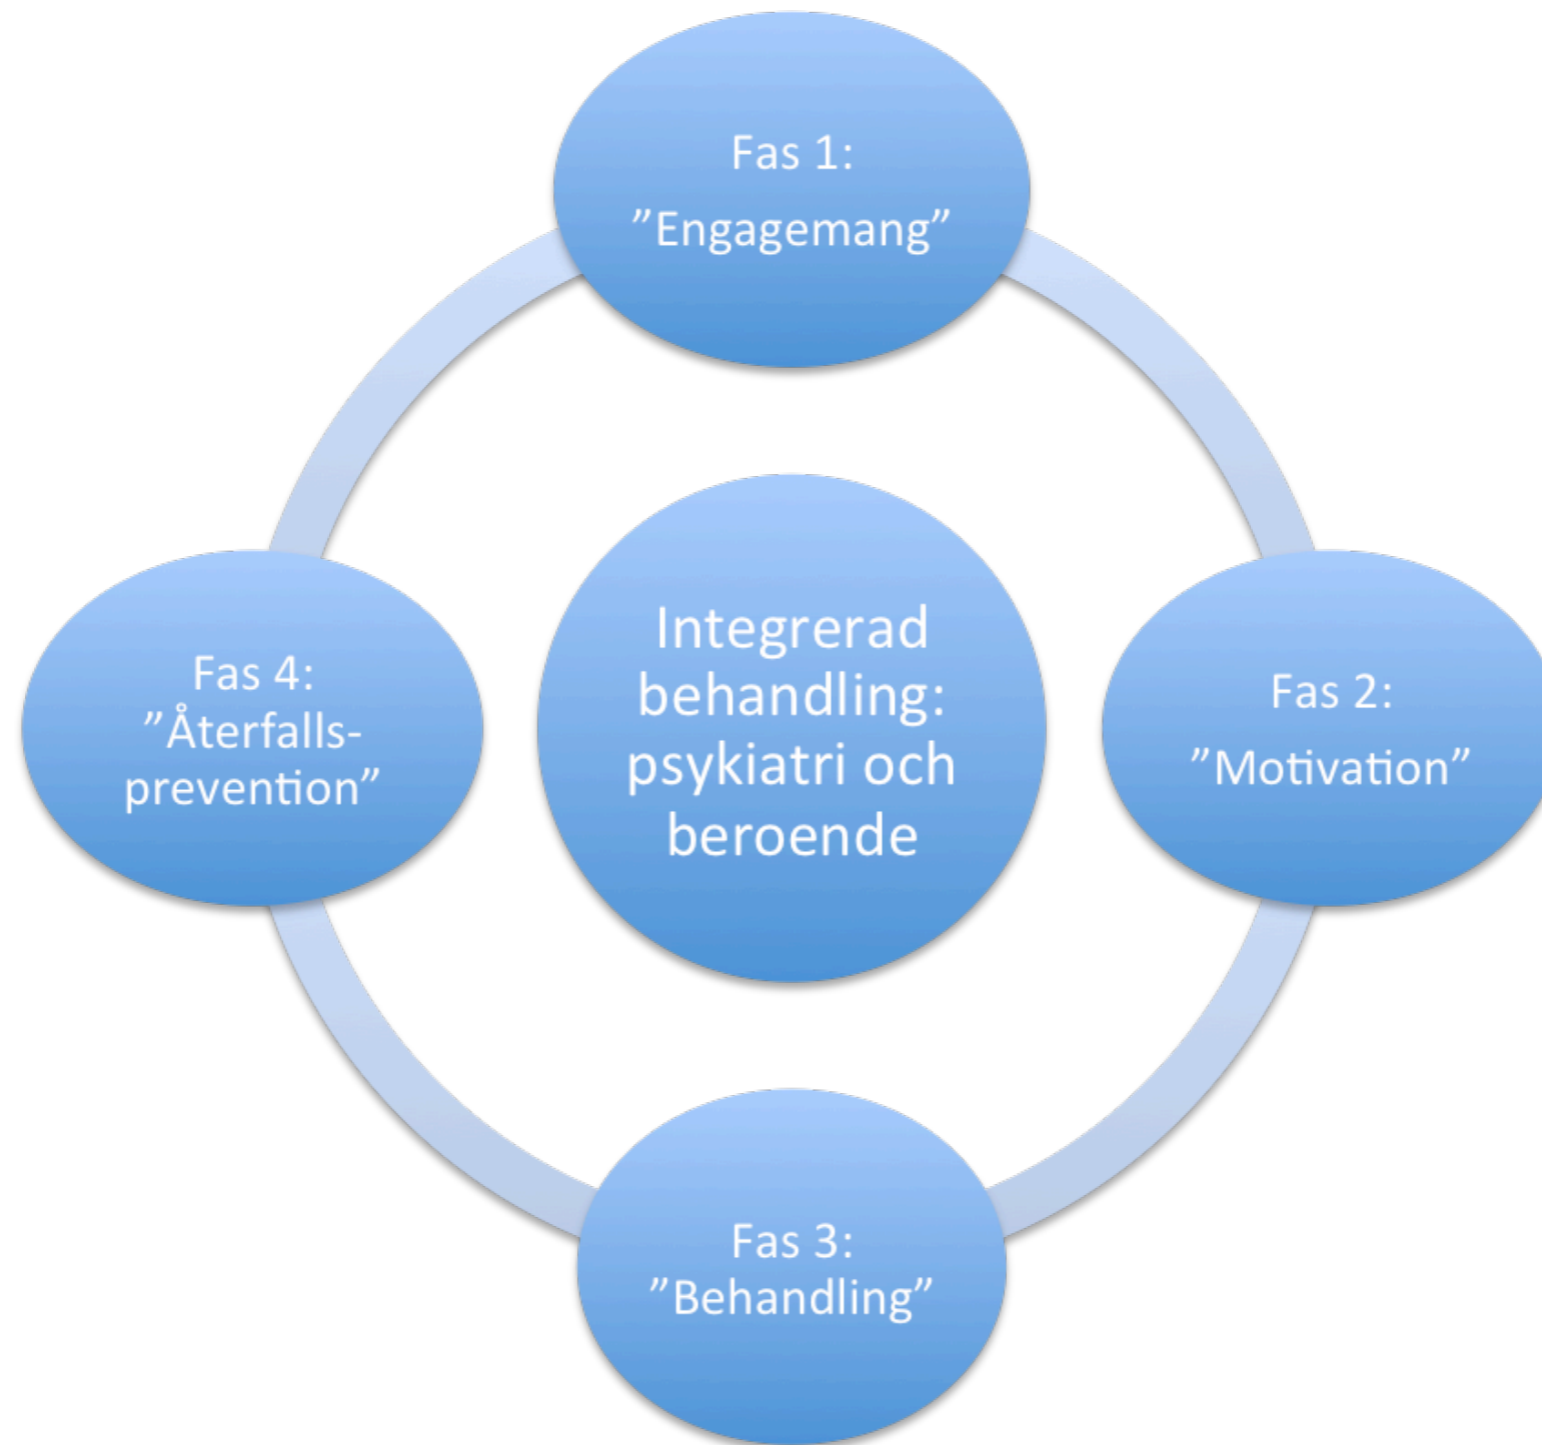 Fas 1:
”Engagemang”
Integrerad
behandling:
psykiatri och
beroende
Fas 4:
”Återfalls-
prevention”
Fas 2:
”Motivation”
Fas 3:
”Behandling”